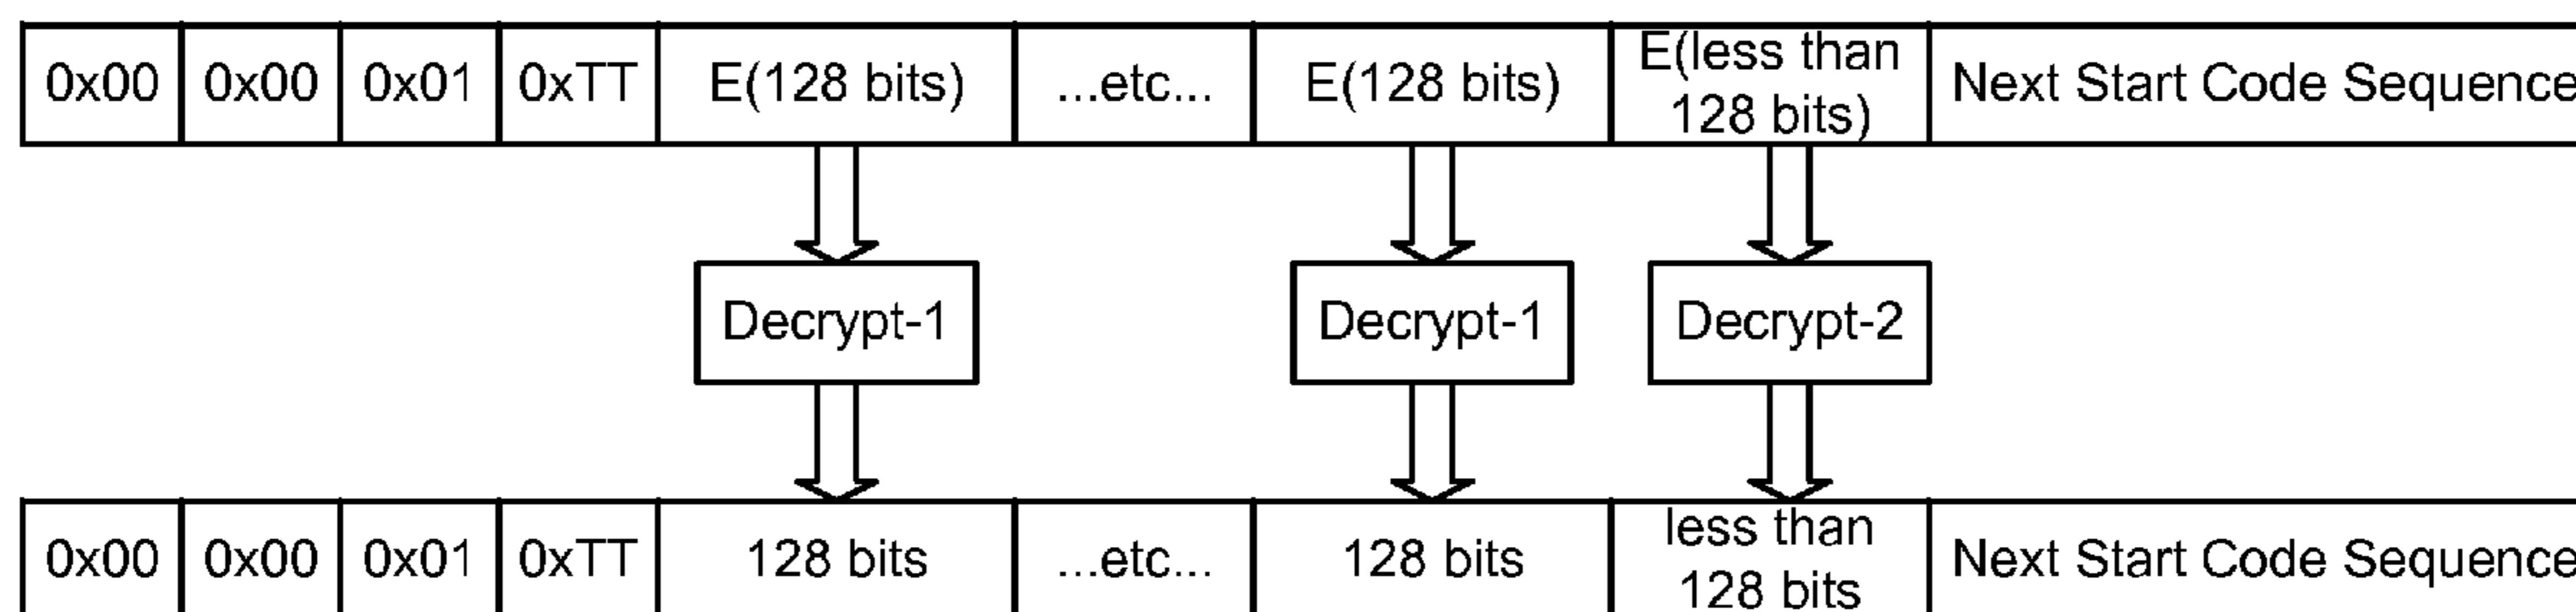 0x00 0x00 0x01 0xTT E(128 bits) ...etc... E(128 bits) E(less than
128 bits) Next Start Code Sequence
Decrypt-1 Decrypt-1 Decrypt-2
0x00 0x00 0x01 0xTT 128 bits ...etc... 128 bits less than
128 bits Next Start Code Sequence